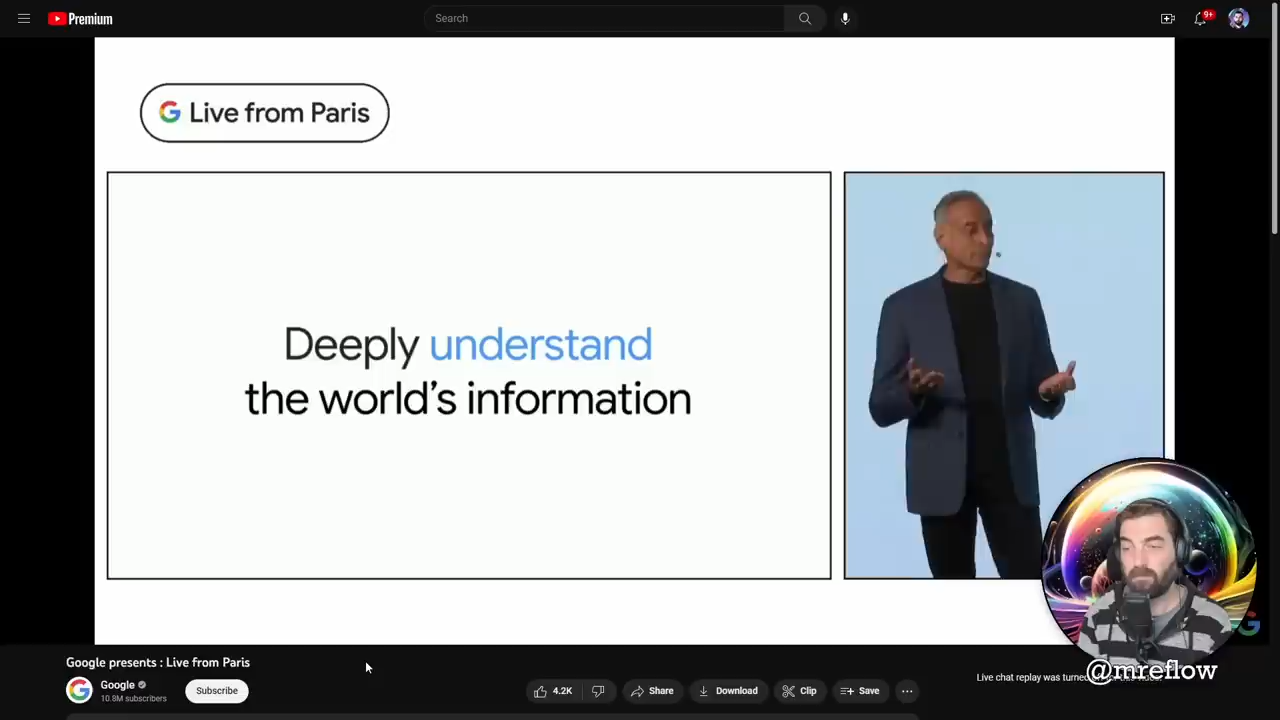 Premium
Search
9+
Live from Paris
Deeply understand
the world's information
Google presents : Live from Paris
Google
10.8M subscribers
Subscribe
4.2K
Share
Download
Clip
Save
Live chat replay was turned
@mreflow